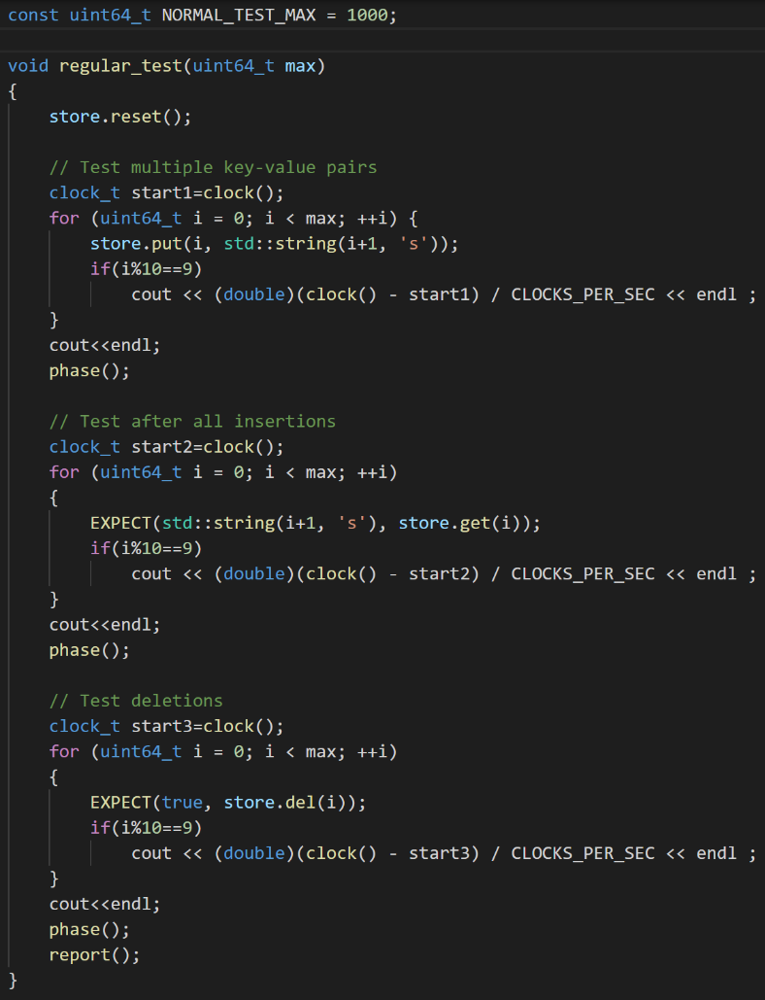 const uint64_t NORMAL_TEST_MAX = 1000;
void regular_test(uint64_t max)
{
    store.reset();
    // Test multiple key-value pairs
    clock_t start1=clock();
    for (uint64_t i = 0; i < max; ++i) {
        store.put(i, std::string(i+1, 's'));
        if(i%10==9)
            cout << (double)(clock() - start1) / CLOCKS_PER_SEC << endl ;
    }
    cout<<endl;
    phase();
    // Test after all insertions
    clock_t start2=clock();
    for (uint64_t i = 0; i < max; ++i)
    {
        EXPECT(std::string(i+1, 's'), store.get(i));
        if(i%10==9)
            cout << (double)(clock() - start2) / CLOCKS_PER_SEC << endl ;
    }
    cout<<endl;
    phase();
    // Test deletions
    clock_t start3=clock();
    for (uint64_t i = 0; i < max; ++i)
    {
        EXPECT(true, store.del(i));
        if(i%10==9)
            cout << (double)(clock() - start3) / CLOCKS_PER_SEC << endl ;
    }
    cout<<endl;
    phase();
    report();
}